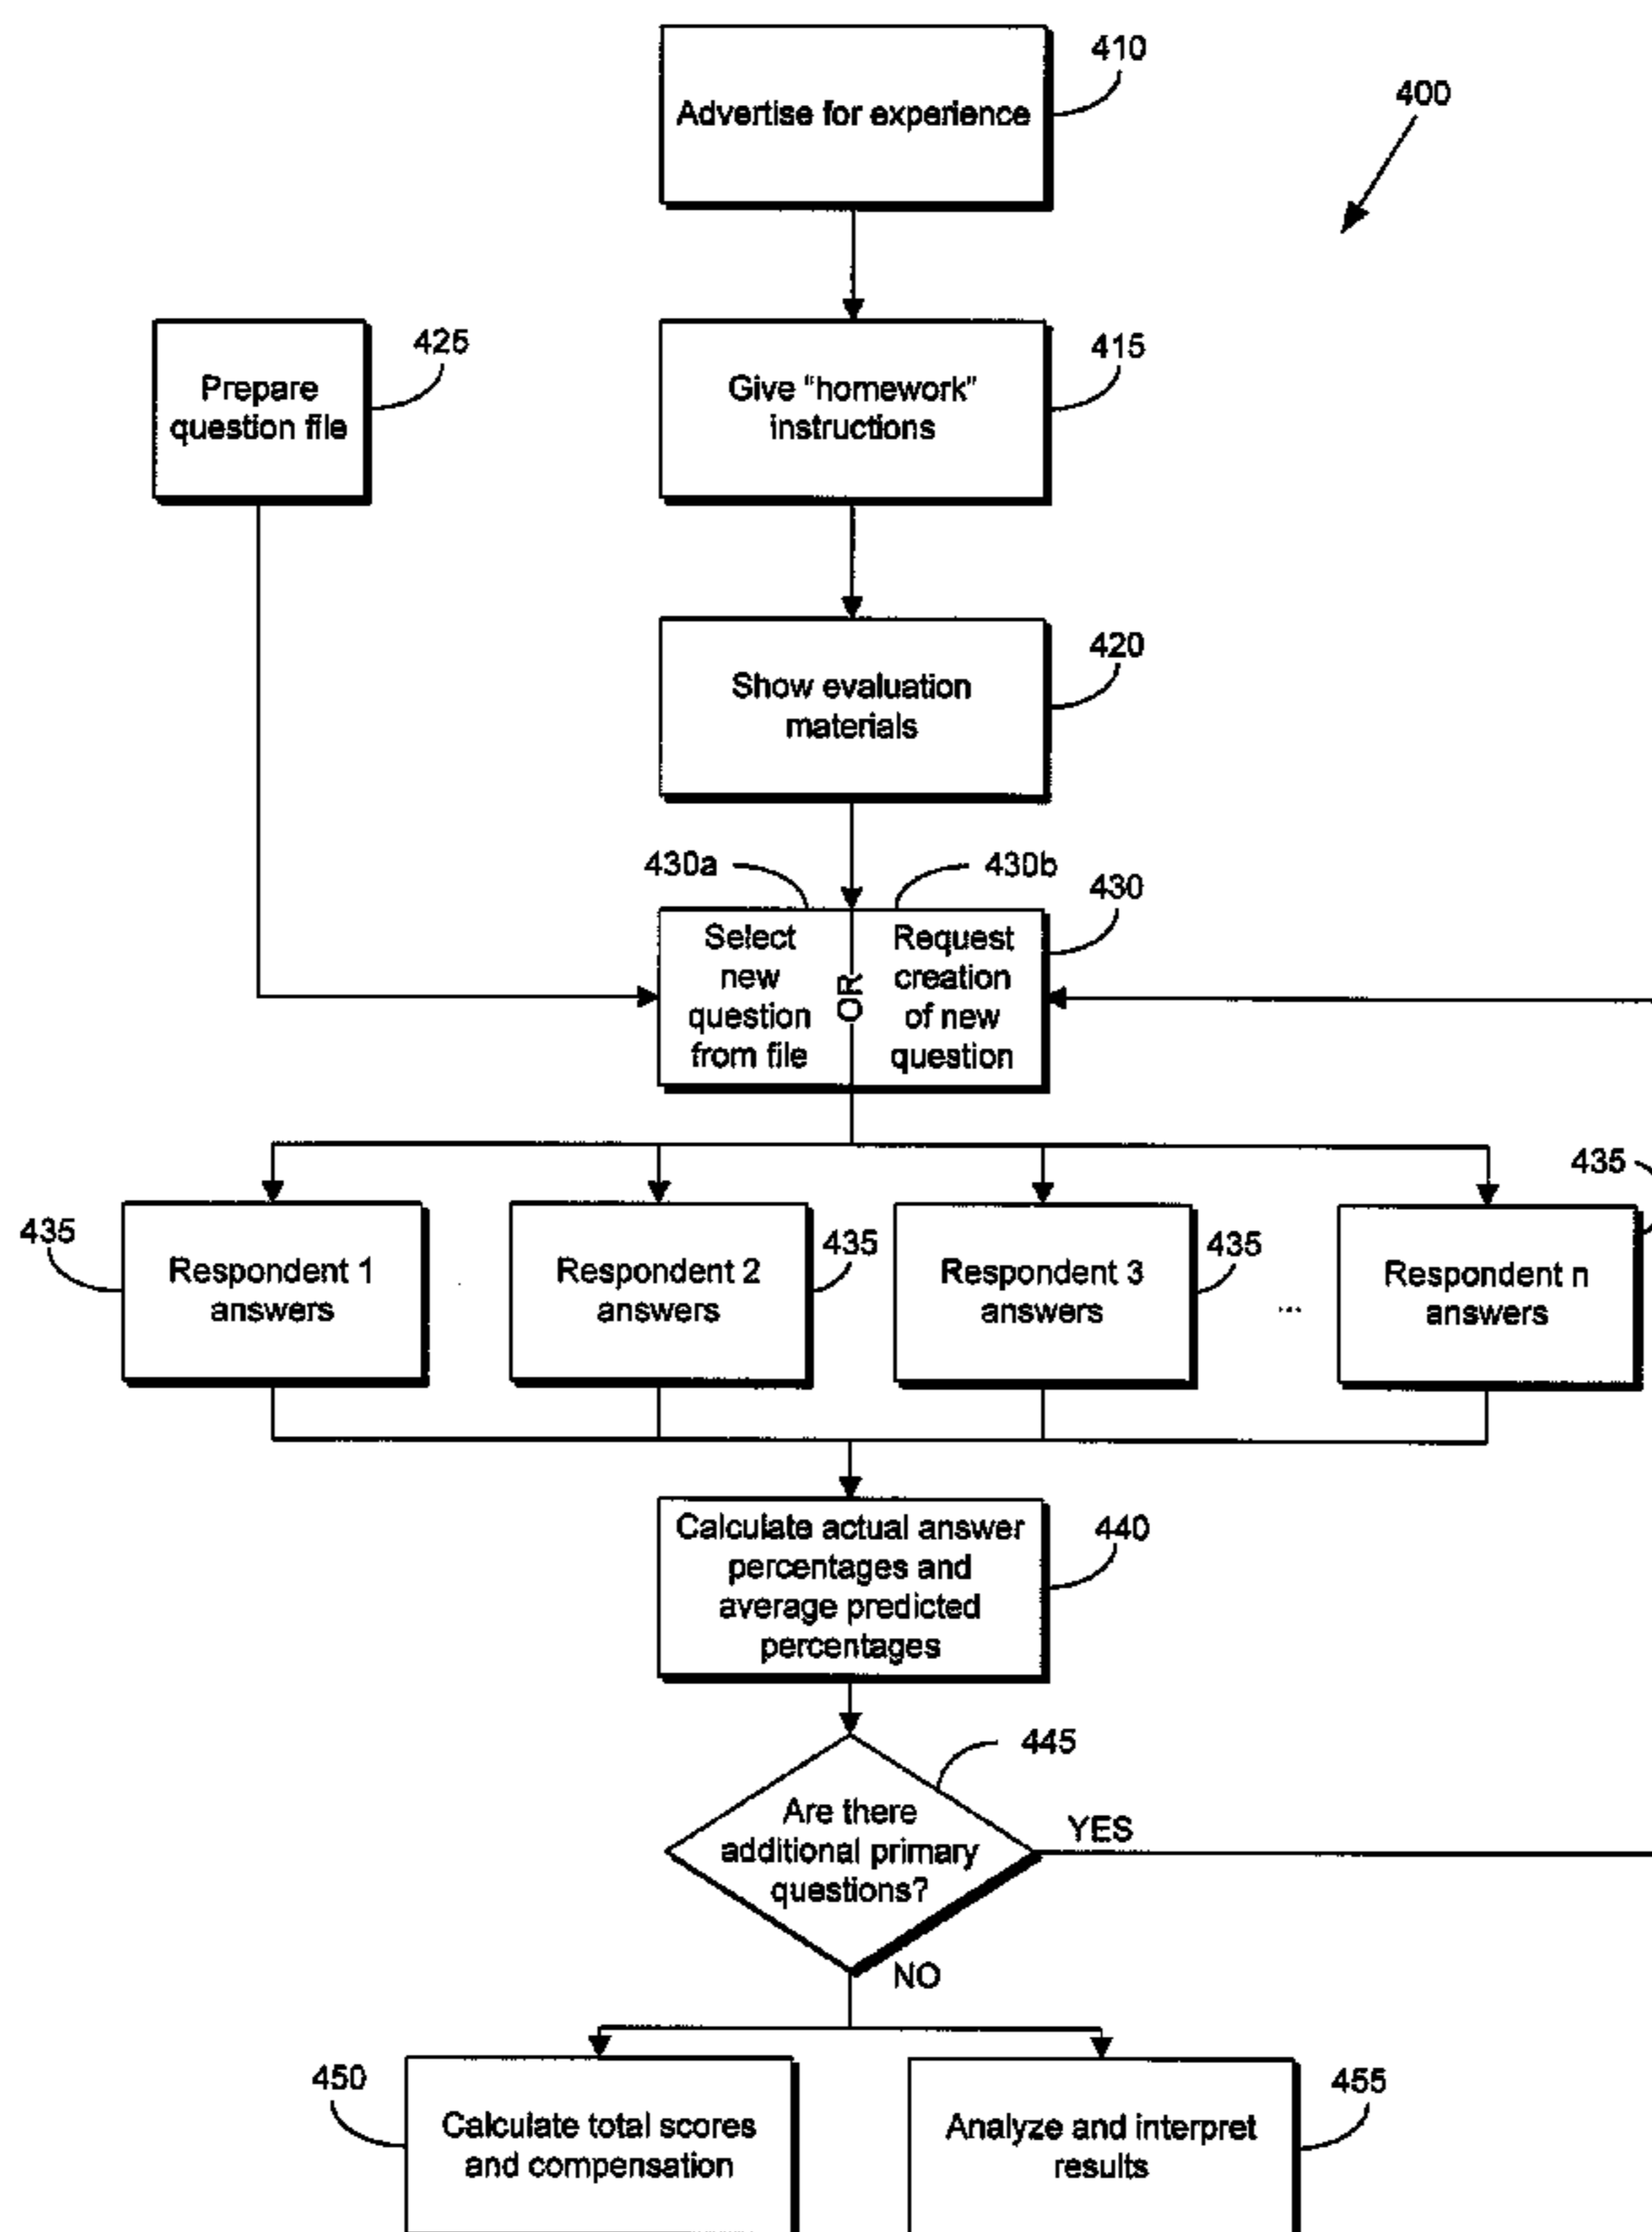 410
Advertise for experience
400
425
Prepare
question file
415
Give "homework"
instructions
420
Show evaluation
materials
430a
430b
430
Select
new
question
from file
OR
Request
creation
of new
question
435
Respondent 1
answers
435
Respondent 2
answers
435
Respondent 3
answers
...
435
Respondent n
answers
Calculate actual answer
percentages and
average predicted
percentages
440
445
Are there
additional primary
questions?
YES
NO
450
Calculate total scores
and compensation
455
Analyze and interpret
results